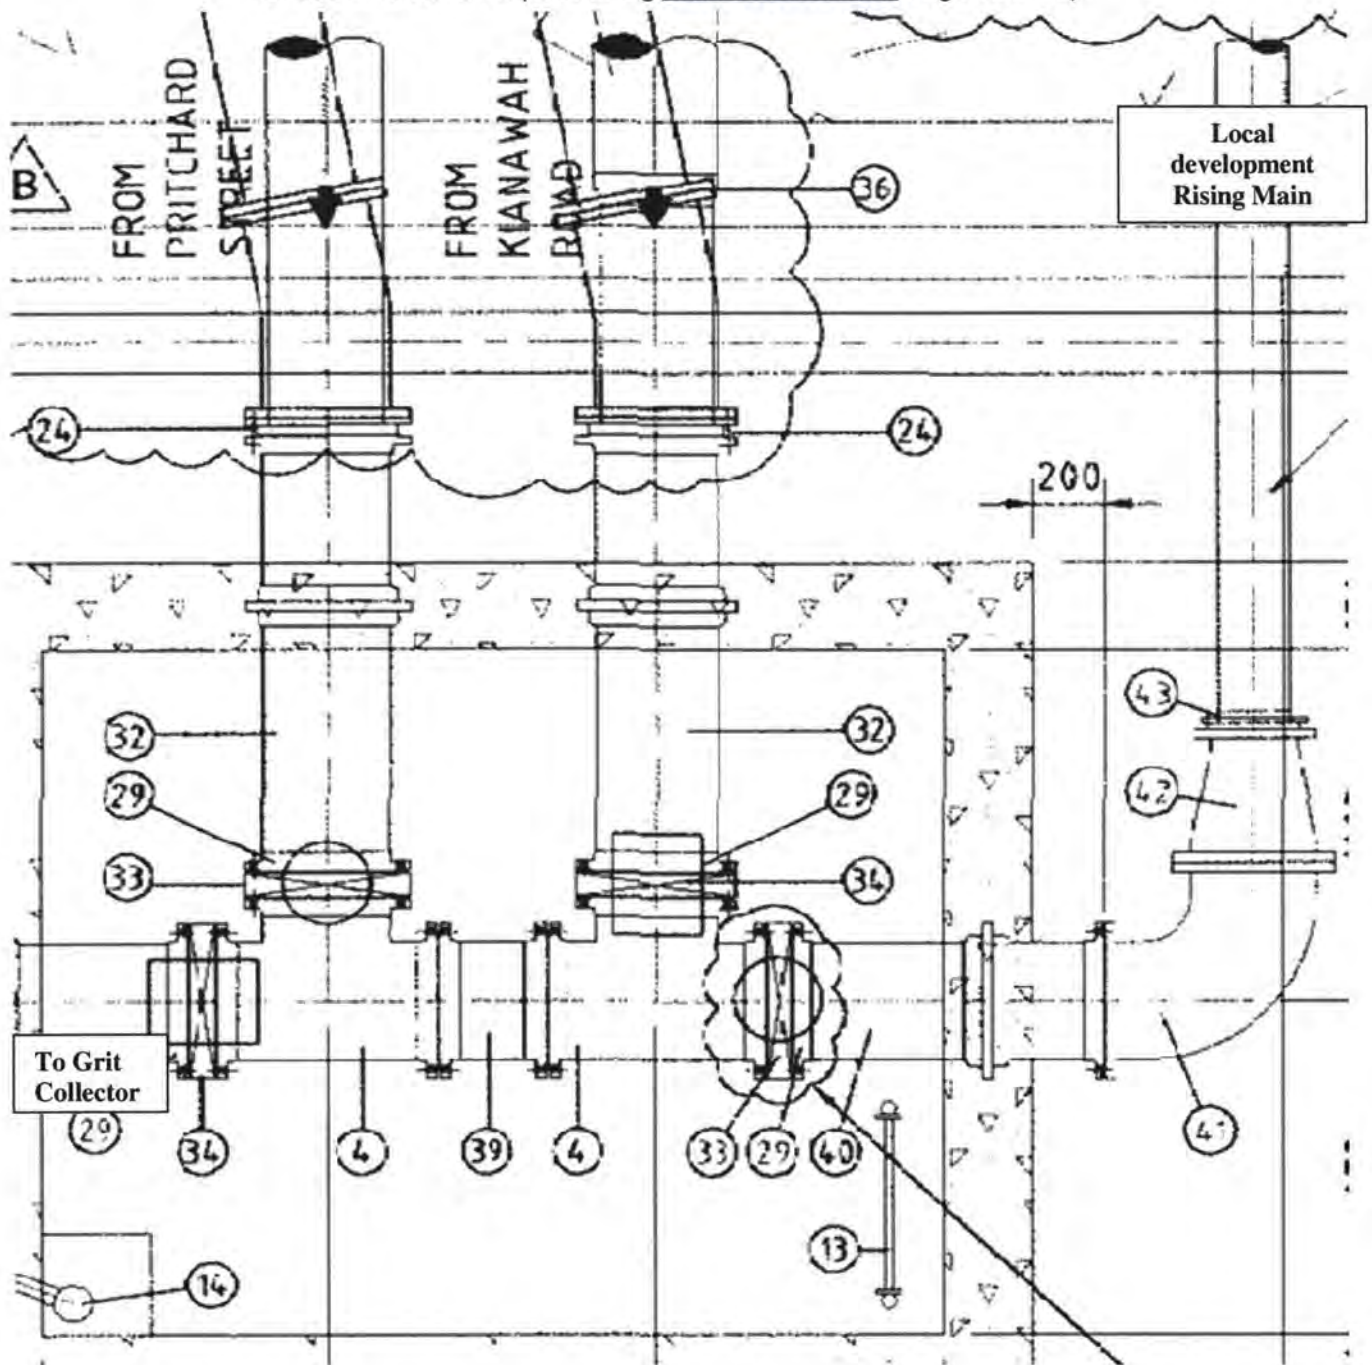 FROM
PRITCHARD
STREET
FROM
KIANAWAH
ROAD
Local
development
Rising Main
B
36
24
24
200
43
32
32
42
29
29
33
34
To Grit
Collector
29
34
4
39
4
33
29
40
41
13
14